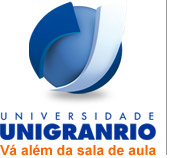 UNIVERSIDADE
UNIGRANRIO
Vá além da sala de aula